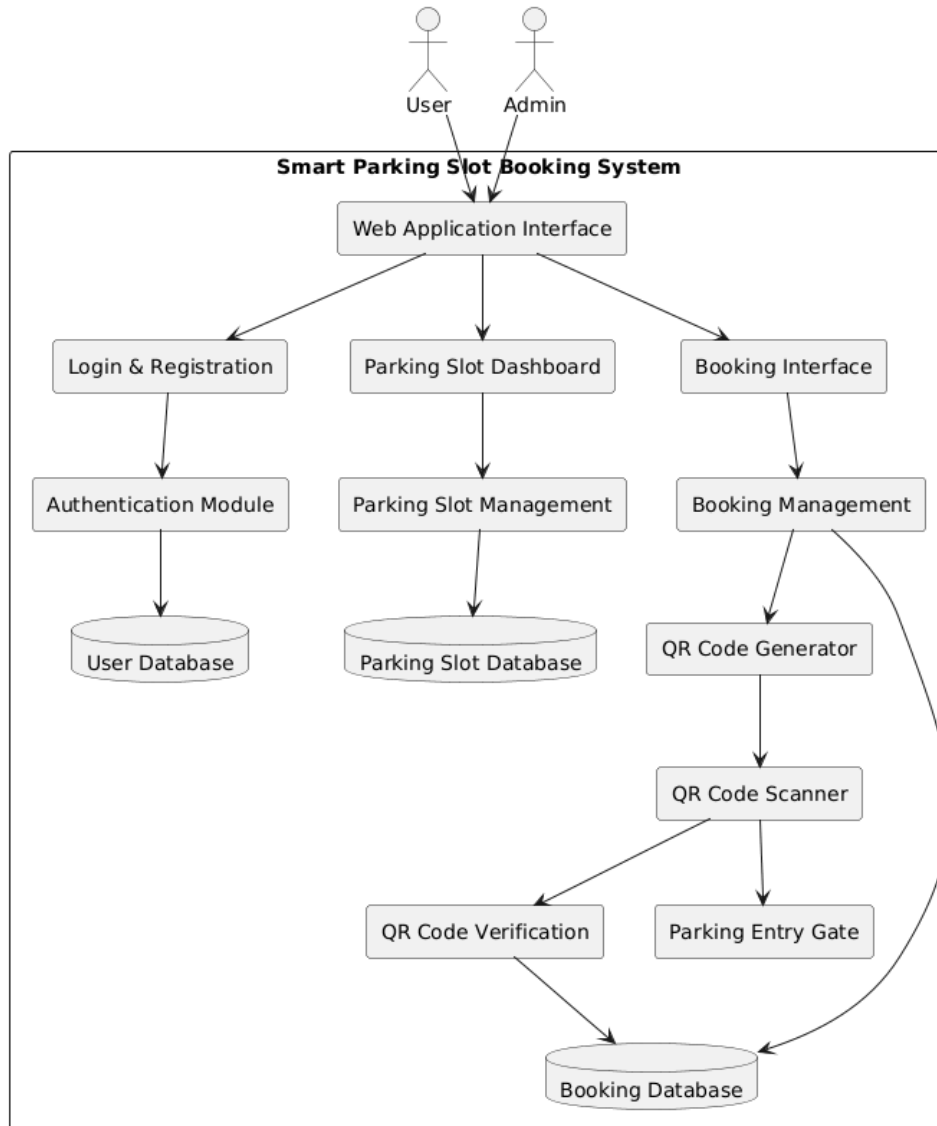 User
Admin
Smart Parking Slot Booking System
Web Application Interface
Login & Registration
Parking Slot Dashboard
Booking Interface
Authentication Module
Parking Slot Management
Booking Management
User Database
Parking Slot Database
QR Code Generator
QR Code Scanner
QR Code Verification
Parking Entry Gate
Booking Database